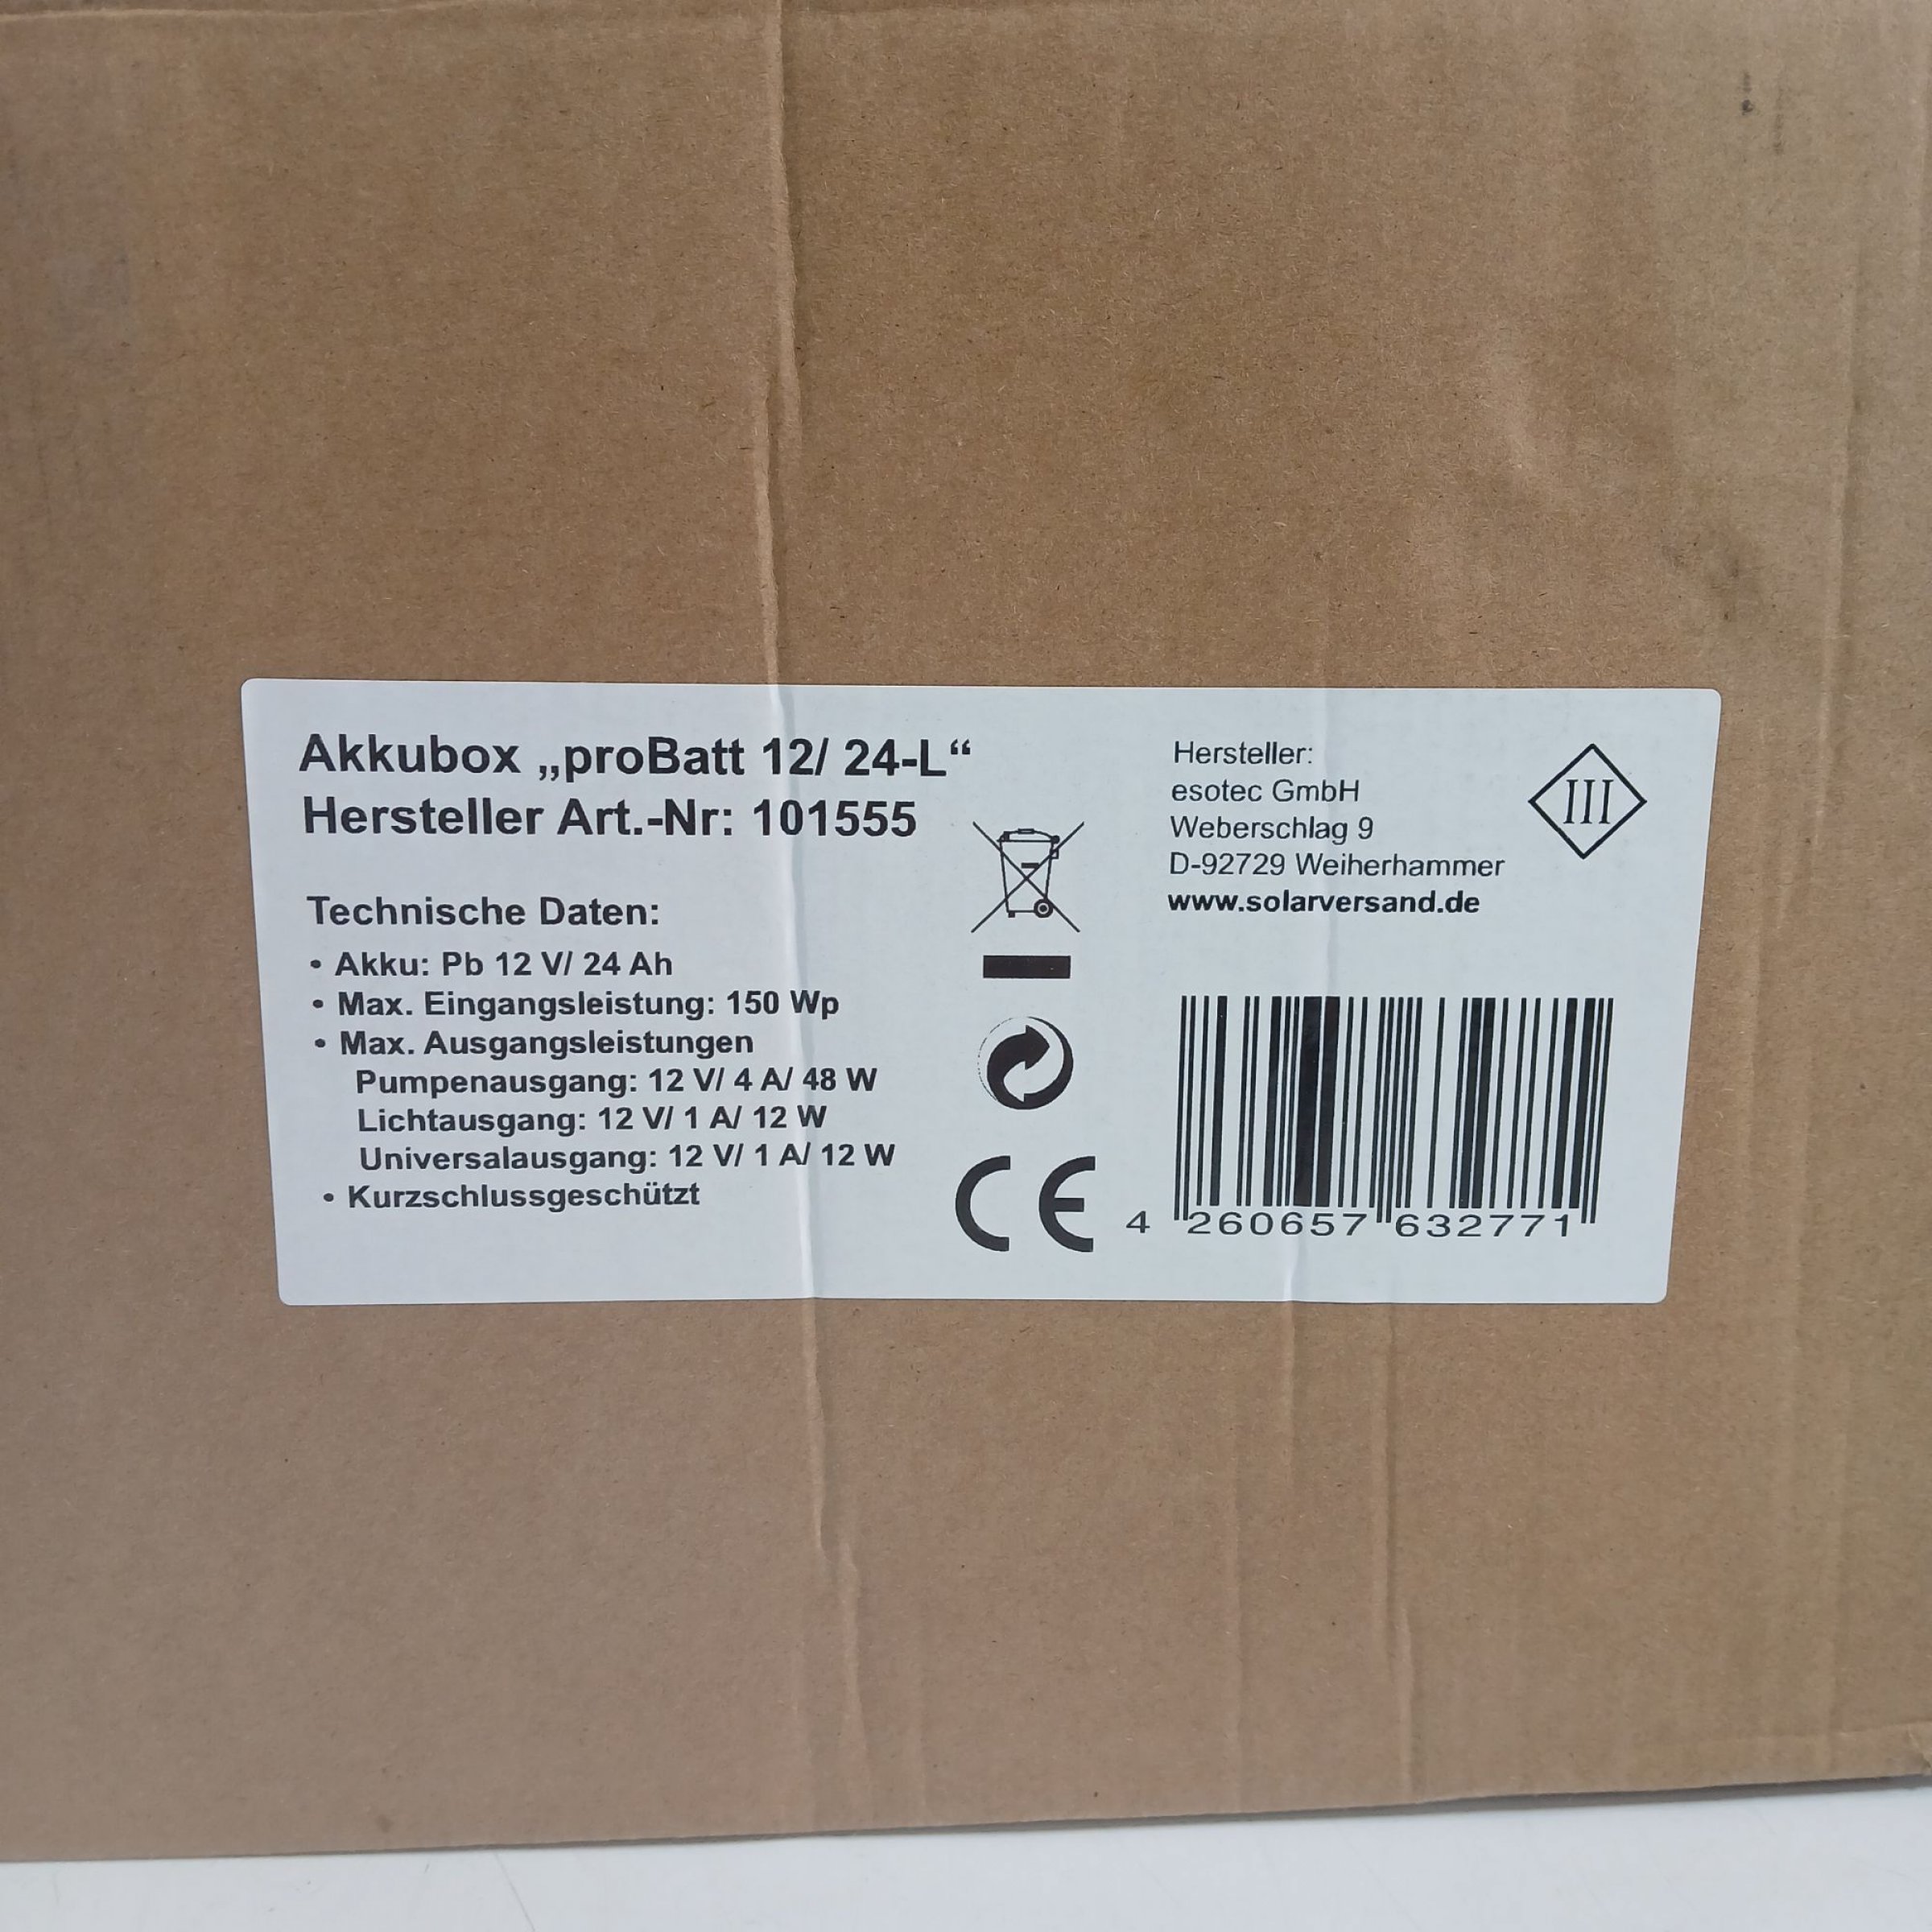 Akkubox „proBatt 12/ 24-L“
Hersteller Art.-Nr: 101555
Technische Daten:
• Akku: Pb 12 V/ 24 Ah
• Max. Eingangsleistung: 150 Wp
• Max. Ausgangsleistungen
Pumpenausgang: 12 V/ 4 A/ 48 W
Lichtausgang: 12 V/ 1 A/ 12 W
Universalausgang: 12 V/ 1 A/ 12 W
• Kurzschlussgeschützt
CE
Hersteller:
esotec GmbH
Weberschlag 9
D-92729 Weiherhammer
www.solarversand.de
III
4 260657 632771